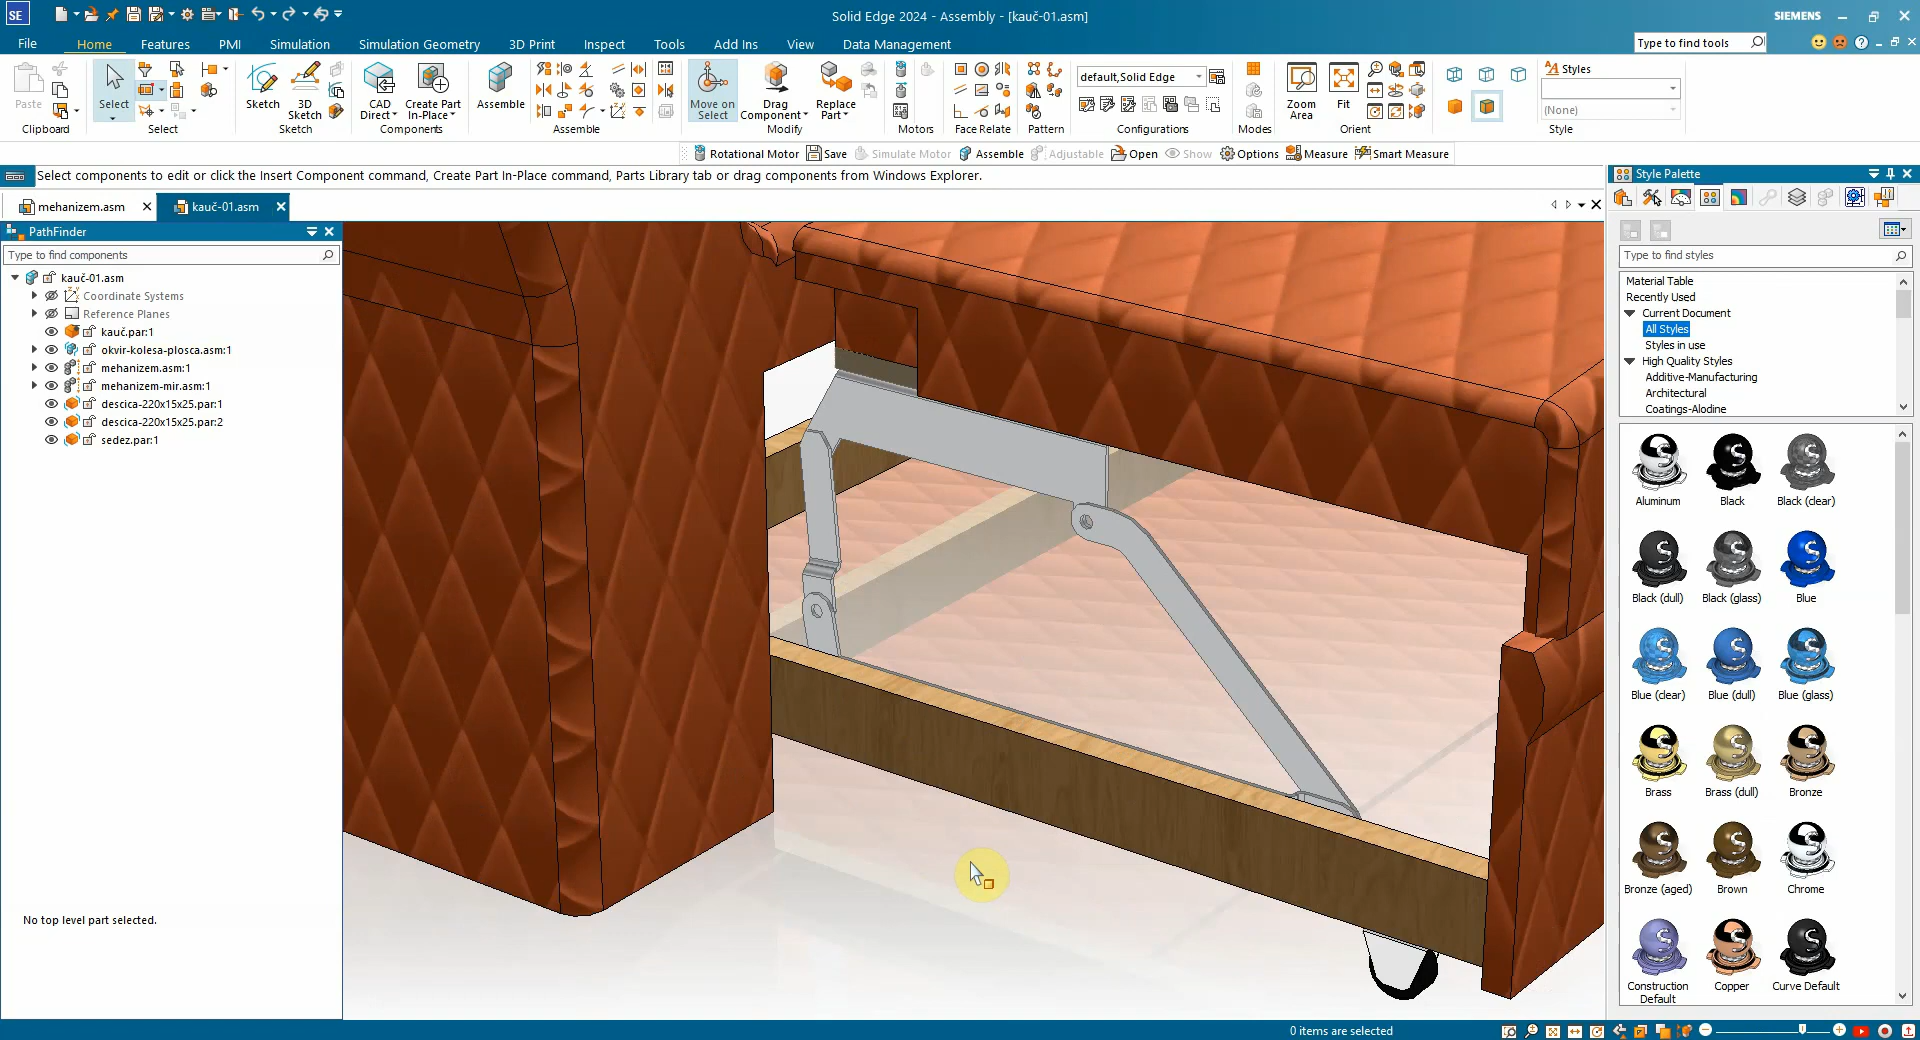 SE
Solid Edge 2024 - Assembly - [kauč-01.asm]
SIEMENS
File Home Features PMI Simulation Simulation Geometry 3D Print Inspect Tools Add Ins View Data Management
Type to find tools
Paste
Clipboard
Select
Select
Sketch
3D Sketch
Sketch
CAD Direct
Create Part In-Place
Components
Assemble
Assemble
Move on Select
Drag Component
Replace Part
Modify
Motors
Face Relate
Pattern
default,Solid Edge
Configurations
Modes
Zoom Area
Fit
Orient
Styles
(None)
Style
Rotational Motor Save Simulate Motor Assemble Adjustable Open Show Options Measure Smart Measure
Select components to edit or click the Insert Component command, Create Part In-Place command, Parts Library tab or drag components from Windows Explorer.
mehanizem.asm
kauč-01.asm
PathFinder
Type to find components
kauč-01.asm
Coordinate Systems
Reference Planes
kauč.par:1
okvir-kolesa-plosca.asm:1
mehanizem.asm:1
mehanizem-mir.asm:1
descica-220x15x25.par:1
descica-220x15x25.par:2
sedez.par:1
No top level part selected.
Style Palette
Type to find styles
Material Table
Recently Used
Current Document
All Styles
Styles in use
High Quality Styles
Additive-Manufacturing
Architectural
Coatings-Alodine
Aluminum Black Black (clear)
Black (dull) Black (glass) Blue
Blue (clear) Blue (dull) Blue (glass)
Brass Brass (dull) Bronze
Bronze (aged) Brown Chrome
Construction Default Copper Curve Default
0 items are selected